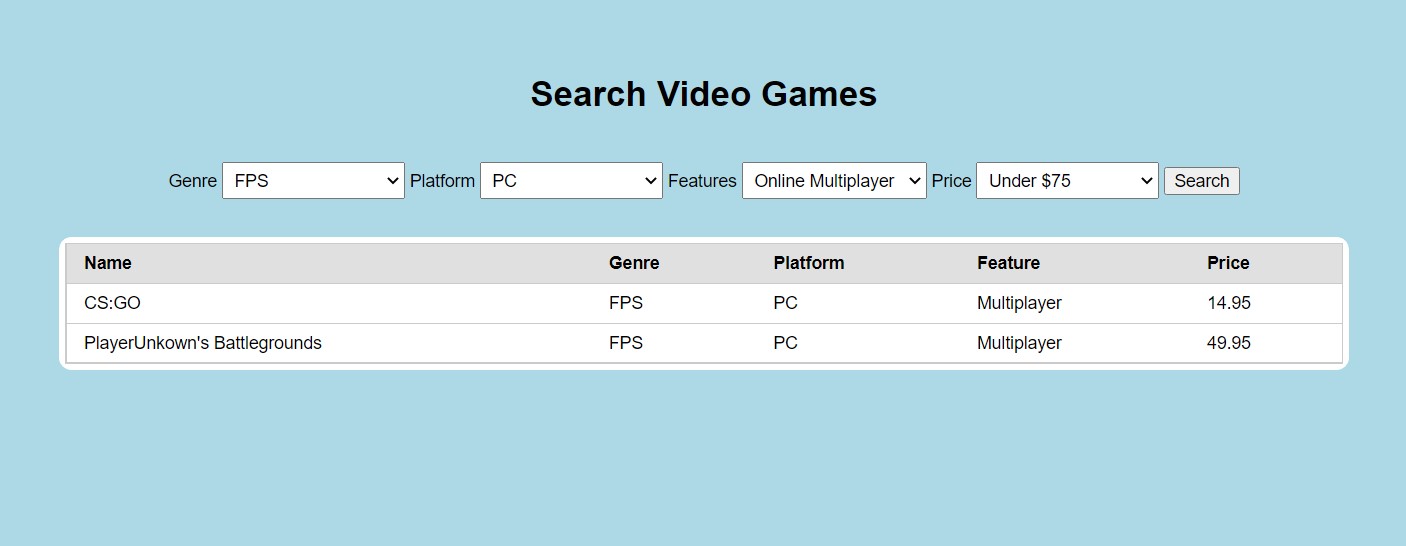 Search Video Games
Genre FPS Platform PC Features Online Multiplayer Price Under $75 Search
Name Genre Platform Feature Price
CS:GO FPS PC Multiplayer 14.95
PlayerUnkown's Battlegrounds FPS PC Multiplayer 49.95